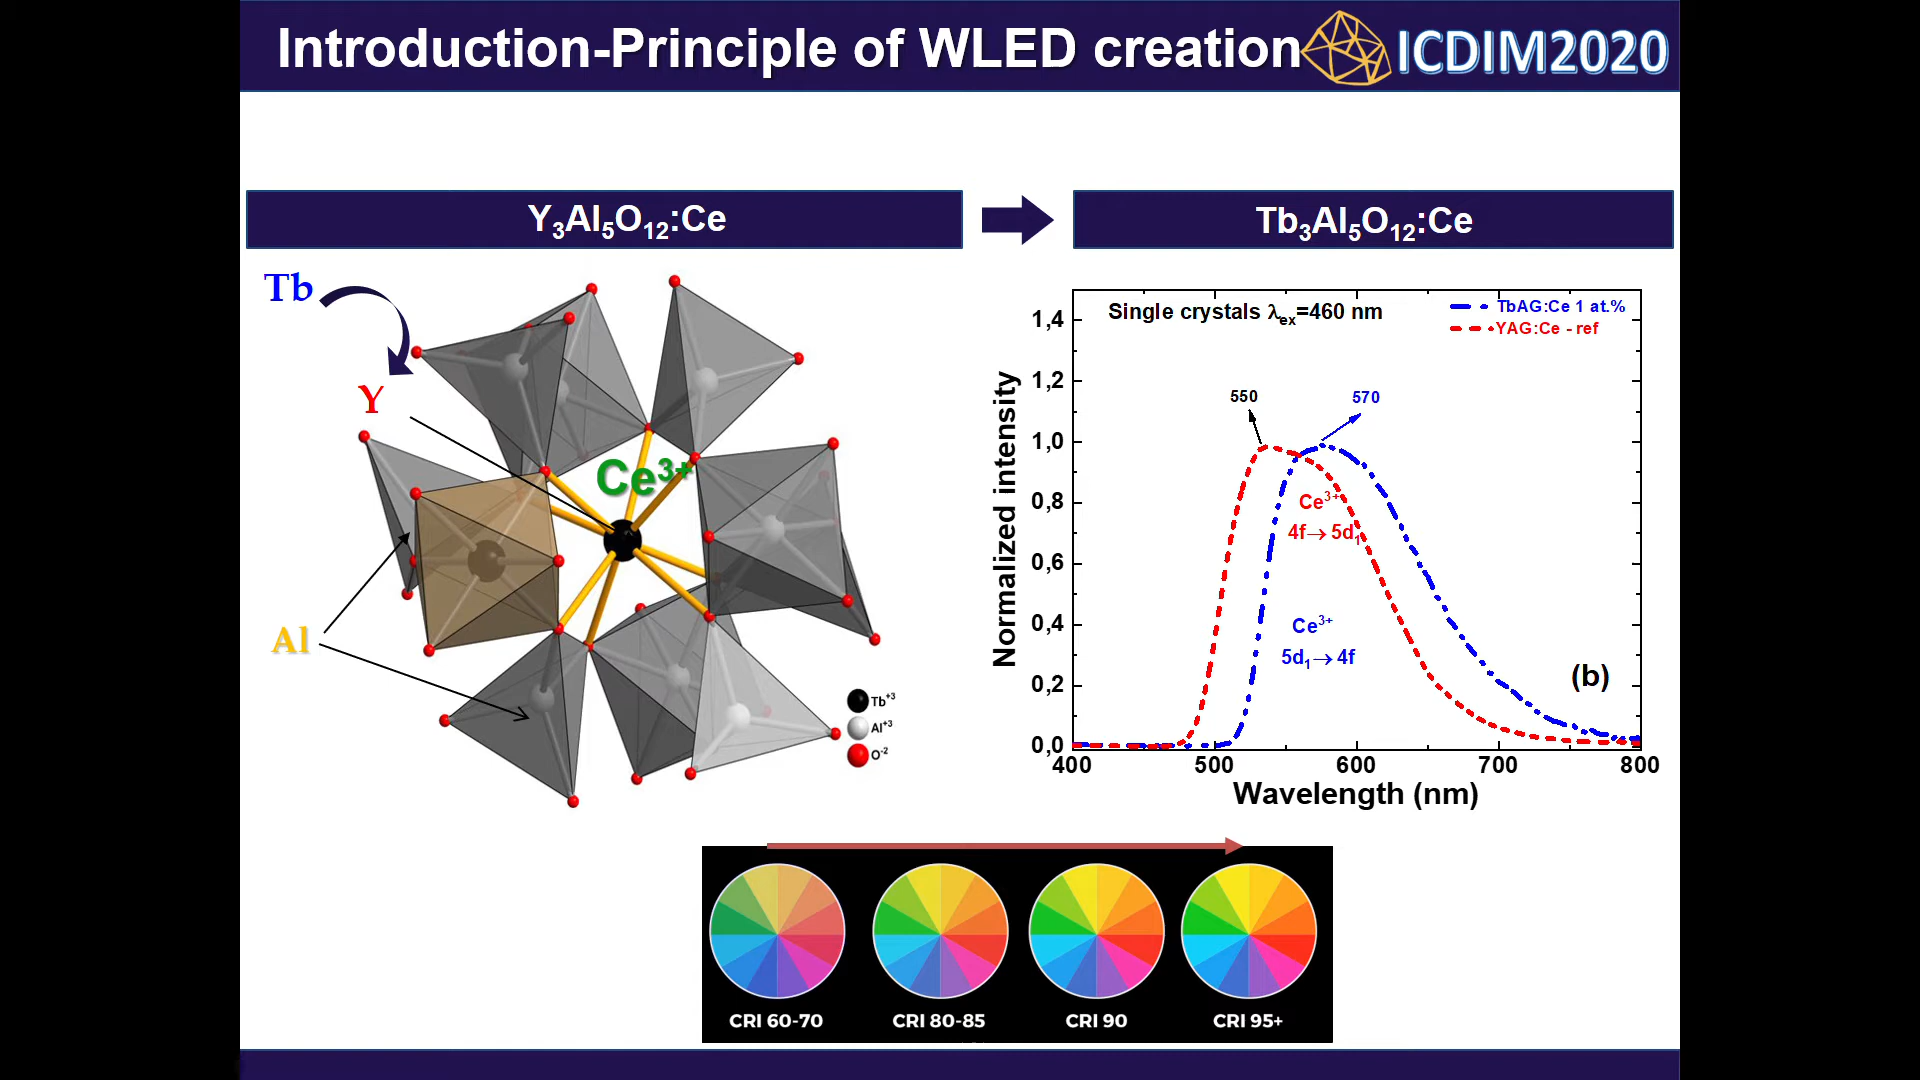 Introduction-Principle of WLED creation
ICDIM2020
Y₃Al₅O₁₂:Ce
Tb₃Al₅O₁₂:Ce
Tb
Y
Ce³⁺
Al
Tb⁺³
Al⁺³
O⁻²
Single crystals λₑₓ=460 nm
TbAG:Ce 1 at.%
YAG:Ce - ref
550
570
Ce³⁺
4f→ 5d₁
Ce³⁺
5d₁→ 4f
(b)
Normalized intensity
1,4
1,2
1,0
0,8
0,6
0,4
0,2
0,0
400 500 600 700 800
Wavelength (nm)
CRI 60-70 CRI 80-85 CRI 90 CRI 95+